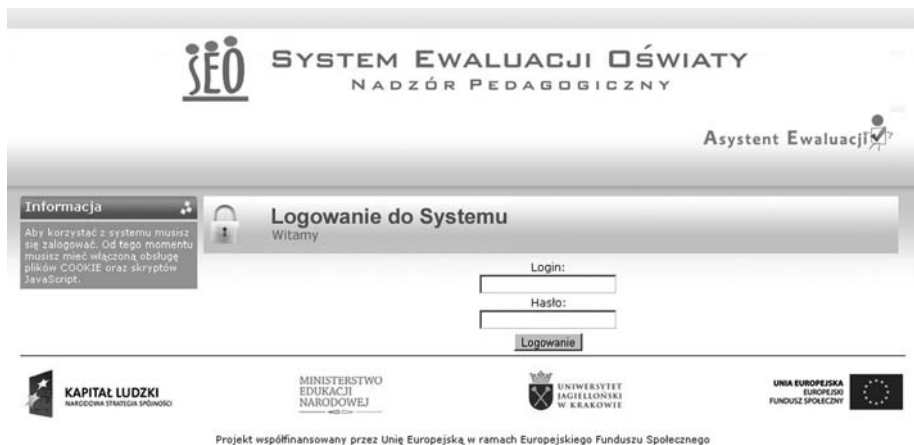 SEO
SYSTEM EWALUACJI OŚWIATY
NADZÓR PEDAGOGICZNY
Asystent Ewaluacji
Informacja
Aby korzystać z systemu musisz
się zalogować. Od tego momentu
musisz mieć włączoną obsługę
plików COOKIE oraz skryptów
JavaScript.
Logowanie do Systemu
Witamy
Login:
Hasło:
Logowanie
KAPITAŁ LUDZKI
NARODOWA STRATEGIA SPÓJNOŚCI
MINISTERSTWO
EDUKACJI
NARODOWEJ
UNIWERSYTET
JAGIELLOŃSKI
W KRAKOWIE
UNIA EUROPEJSKA
EUROPEJSKI
FUNDUSZ SPOŁECZNY
Projekt współfinansowany przez Unię Europejską w ramach Europejskiego Funduszu Społecznego